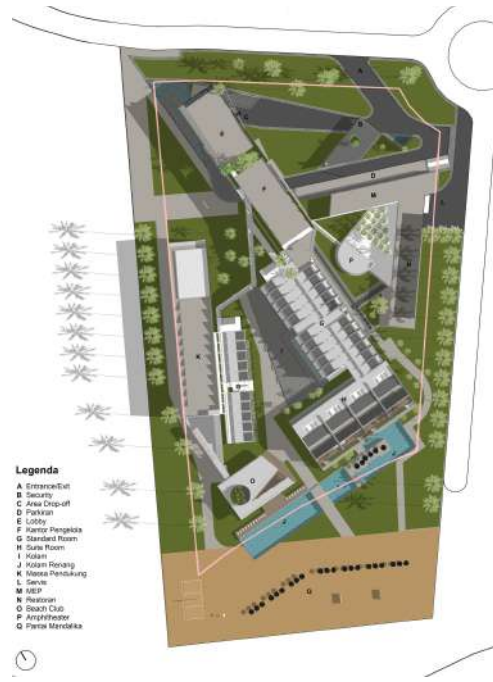 Legenda
A Entrance/Exit
B Security
C Area Drop-off
D Parkiran
E Lobby
F Kantor Pengelola
G Standard Room
H Suite Room
I Kolam
J Kolam Renang
K Massa Pendukung
L Servis
M MEP
N Restoran
O Beach Club
P Amphitheater
Q Pantai Mandalika